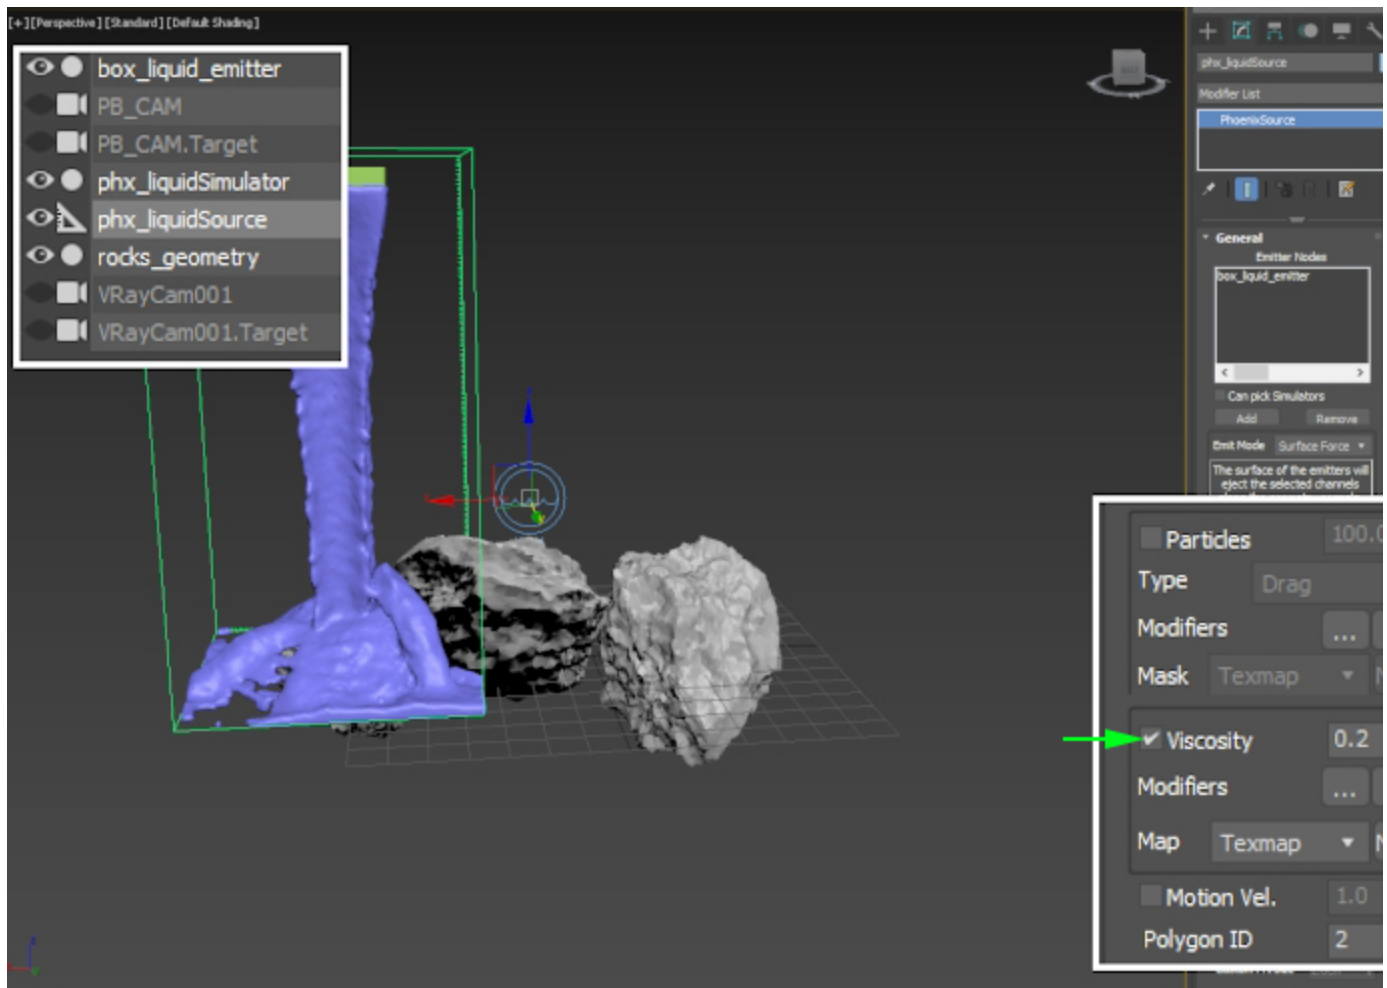 [+][Perspective][Standard][Default Shading]
box_liquid_emitter
PB_CAM
PB_CAM.Target
phx_liquidSimulator
phx_liquidSource
rocks_geometry
VRayCam001
VRayCam001.Target
phx_liquidSource
Modifier List
PhoenixSource
General
Emitter Nodes
box_liquid_emitter
Can pick Simulators
Add Remove
Emit Mode Surface Force
The surface of the emitters will
eject the selected channels
Particles 100.0
Type Drag
Modifiers ...
Mask Texmap
Viscosity 0.2
Modifiers ...
Map Texmap
Motion Vel. 1.0
Polygon ID 2